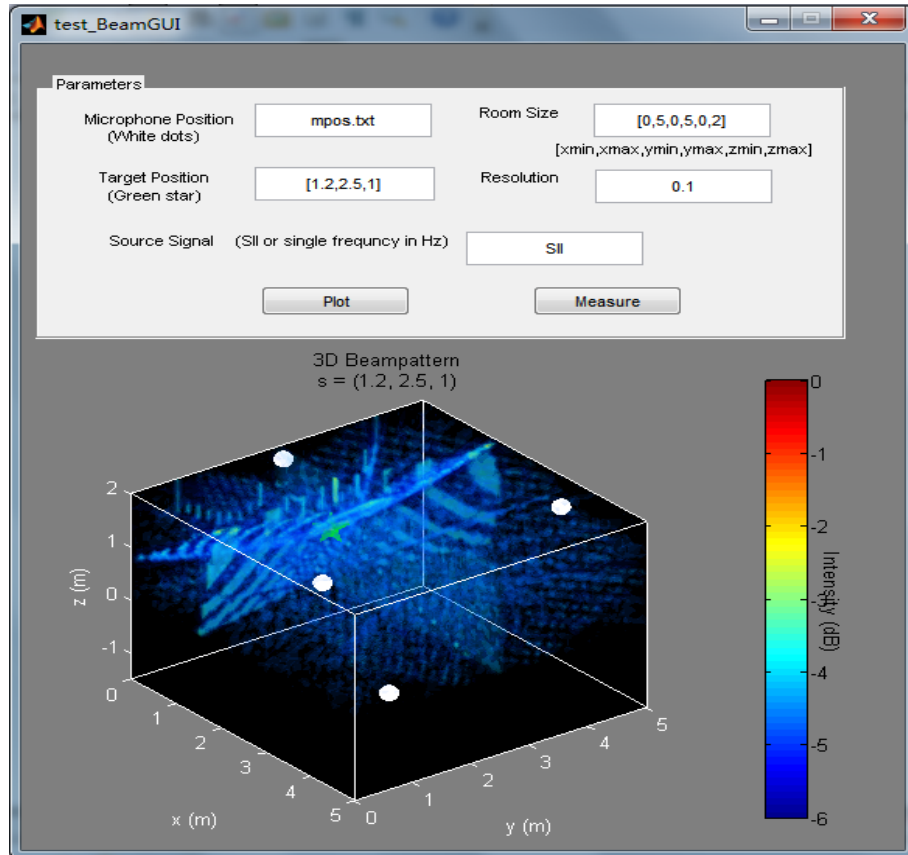 test_BeamGUI
Parameters
Microphone Position
(White dots)
mpos.txt
Room Size
[0,5,0,5,0,2]
[xmin,xmax,ymin,ymax,zmin,zmax]
Target Position
(Green star)
[1.2,2.5,1]
Resolution
0.1
Source Signal (SII or single frequncy in Hz)
SII
Plot
Measure
3D Beampattern
s = (1.2, 2.5, 1)
2
1
0
-1
z (m)
0
1
2
3
4
5
x (m)
0
1
2
3
4
5
y (m)
0
-1
-2
-3
-4
-5
-6
Intensity (dB)